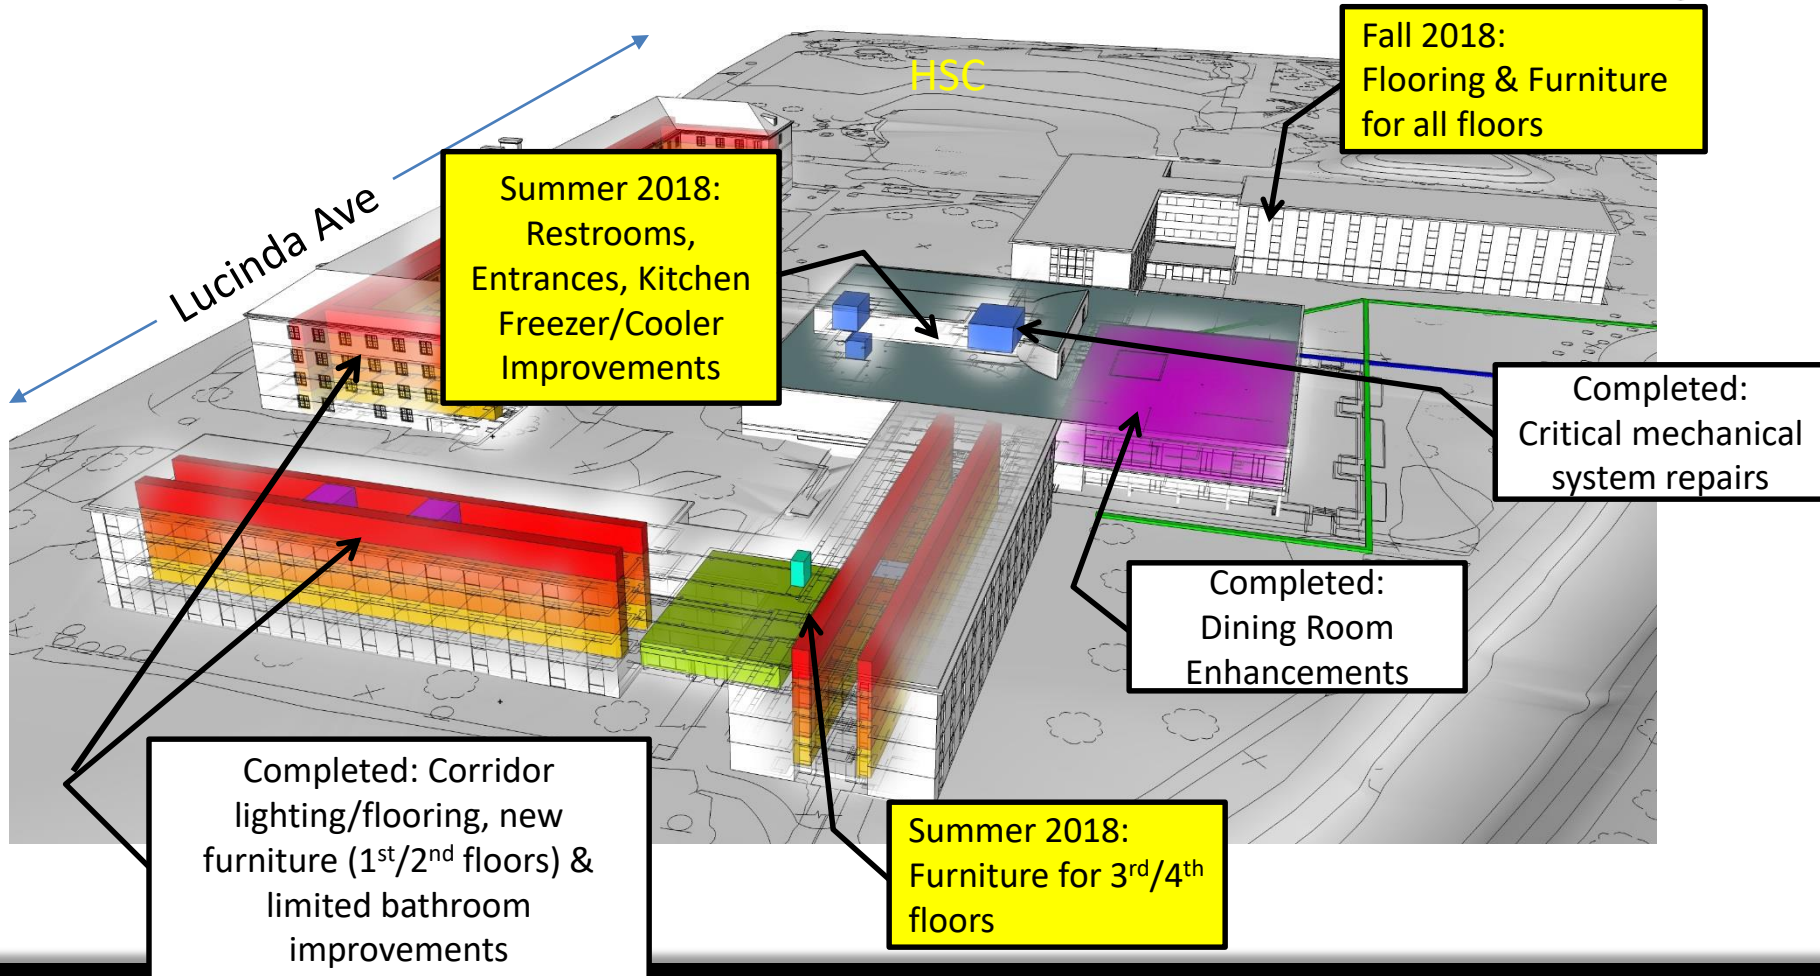 HSC
Fall 2018:
Flooring & Furniture
for all floors
Lucinda Ave
Summer 2018:
Restrooms,
Entrances, Kitchen
Freezer/Cooler
Improvements
Completed:
Critical mechanical
system repairs
Completed:
Dining Room
Enhancements
Completed: Corridor
lighting/flooring, new
furniture (1st/2nd floors) &
limited bathroom
improvements
Summer 2018:
Furniture for 3rd/4th
floors